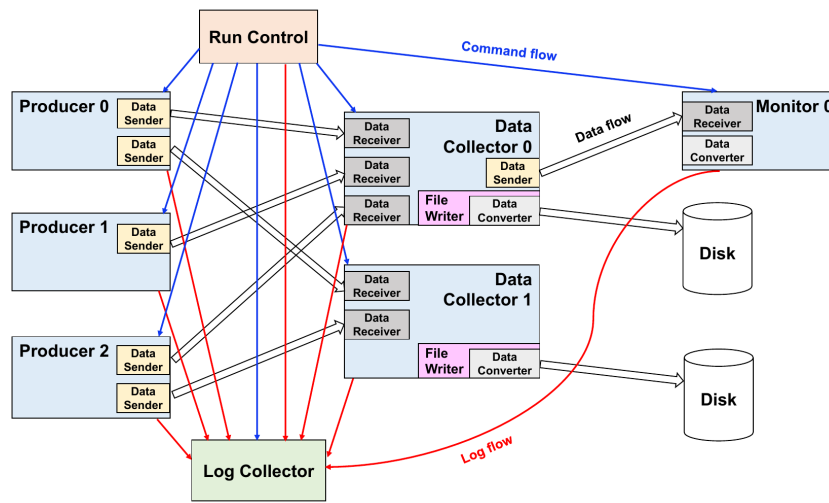 Run Control
Command flow
Producer 0
Data
Sender
Data
Sender
Data
Receiver
Data
Receiver
Data
Receiver
Data
Collector 0
Data
Sender
File
Writer
Data
Converter
Data flow
Monitor 0
Data
Receiver
Data
Converter
Producer 1
Data
Sender
Disk
Data
Receiver
Data
Receiver
Data
Collector 1
File
Writer
Data
Converter
Producer 2
Data
Sender
Data
Sender
Disk
Log Collector
Log flow